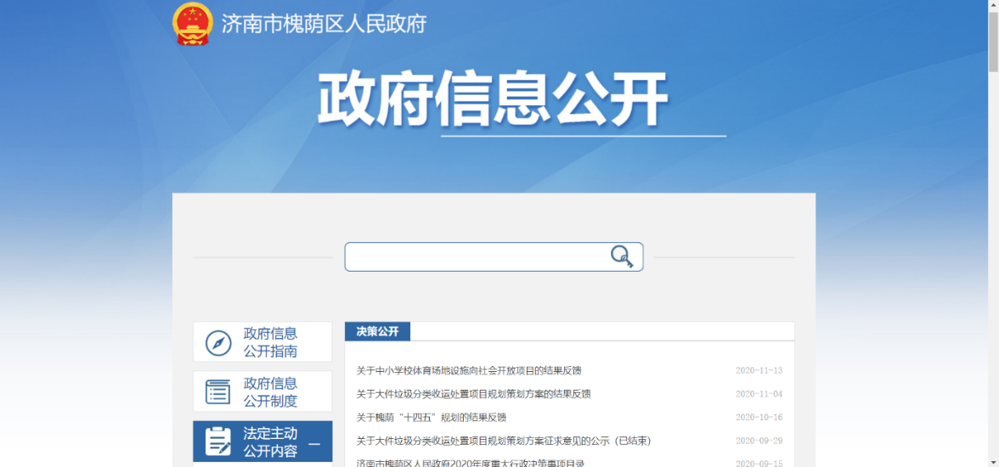 济南市槐荫区人民政府
政府信息公开
政府信息
公开指南
政府信息
公开制度
法定主动
公开内容
决策公开
关于中小学校体育场地设施向社会开放项目的结果反馈 2020-11-13
关于大件垃圾分类收运处置项目规划策划方案的结果反馈 2020-11-04
关于槐荫“十四五”规划的结果反馈 2020-10-16
关于大件垃圾分类收运处置项目规划策划方案征求意见的公示（已结束） 2020-09-29
济南市槐荫区人民政府2020年度重大行政决策事项目录 2020-09-15